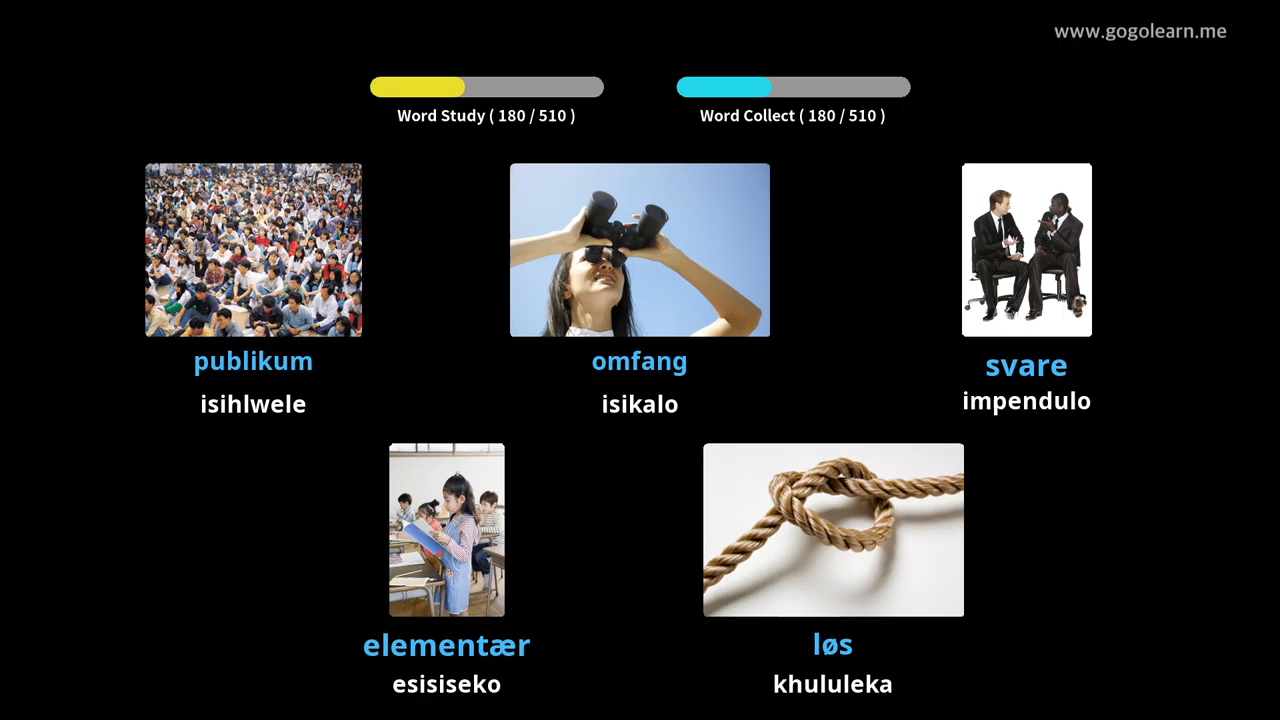 www.gogolearn.me
Word Study ( 180 / 510 )
Word Collect ( 180 / 510 )
publikum
isihlwele
omfang
isikalo
svare
impendulo
elementær
esisiseko
løs
khululeka